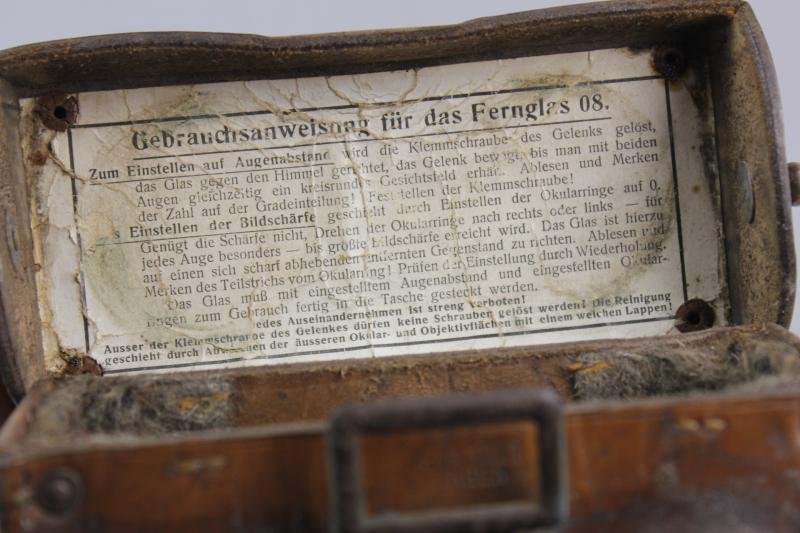 Gebrauchsanweisung für das Fernglas 08.
Zum Einstellen auf Augenabstand wird die Klemmschraube des Gelenks gelöst,
das Glas gegen den Himmel gerichtet, das Gelenk bewegt, bis man mit beiden
Augen gleichzeitig ein kreisrundes Gesichtsfeld erhält. Ablesen und Merken
der Zahl auf der Gradeinteilung! Feststellen der Klemmschraube!
s Einstellen der Bildschärfe geschieht durch Einstellen der Okularringe auf 0.
Genügt die Schärfe nicht, Drehen der Okularringe nach rechts oder links — für
jedes Auge besonders — bis größte Bildschärfe erreicht wird. Das Glas ist hierzu
auf einen sich scharf abhebenden entfernten Gegenstand zu richten. Ablesen und
Merken des Teilstrichs vom Okularring! Prüfen der Einstellung durch Wiederholung.
Das Glas muß mit eingestelltem Augenabstand und eingestellten Okular-
ringen zum Gebrauch fertig in die Tasche gesteckt werden.
edes Auseinandernehmen ist streng verboten!
Ausser der Klemmschraube des Gelenkes dürfen keine Schrauben gelöst werden! Die Reinigung
geschieht durch Abwischen der äusseren Okular- und Objektivflächen mit einem weichen Lappen!